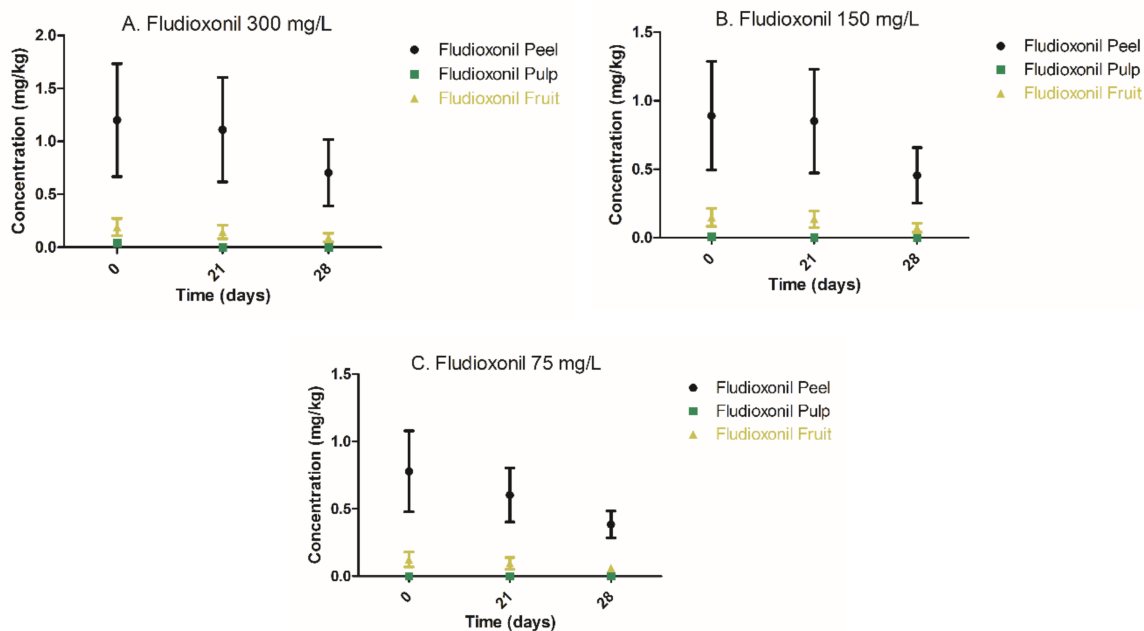 A. Fludioxonil 300 mg/L
Concentration (mg/kg)
2.0
1.5
1.0
0.5
0.0
0
21
28
Time (days)
Fludioxonil Peel
Fludioxonil Pulp
Fludioxonil Fruit
B. Fludioxonil 150 mg/L
Concentration (mg/kg)
1.5
1.0
0.5
0.0
0
21
28
Time (days)
Fludioxonil Peel
Fludioxonil Pulp
Fludioxonil Fruit
C. Fludioxonil 75 mg/L
Concentration (mg/kg)
1.5
1.0
0.5
0.0
0
21
28
Time (days)
Fludioxonil Peel
Fludioxonil Pulp
Fludioxonil Fruit